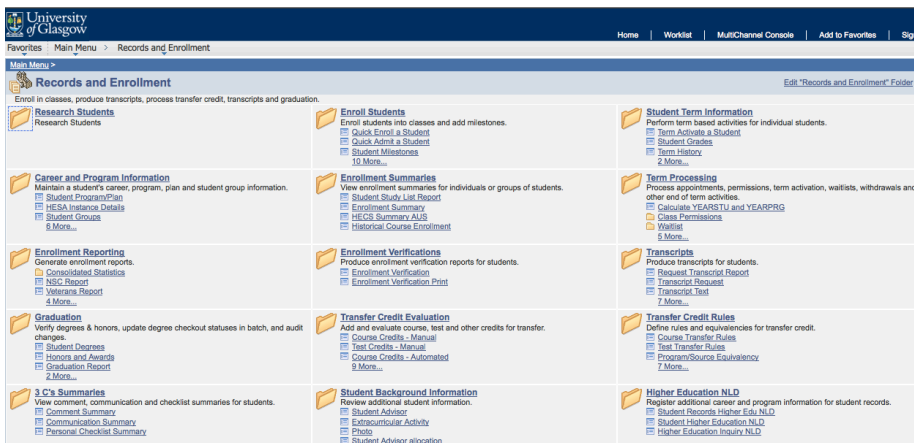 University
of Glasgow
Home | Worklist | MultiChannel Console | Add to Favorites | Sig
Favorites Main Menu > Records and Enrollment
Main Menu >
Records and Enrollment
Edit "Records and Enrollment" Folder
Enroll in classes, produce transcripts, process transfer credit, transcripts and graduation.
Research Students
Research Students
Enroll Students
Enroll students into classes and add milestones.
Quick Enroll a Student
Quick Admit a Student
Student Milestones
10 More...
Student Term Information
Perform term based activities for individual students.
Term Activate a Student
Student Grades
Term History
2 More...
Career and Program Information
Maintain a student's career, program, plan and student group information.
Student Program/Plan
HESA Instance Details
Student Groups
6 More...
Enrollment Summaries
View enrollment summaries for individuals or groups of students.
Student Study List Report
Enrollment Summary
HECS Summary AUS
Historical Course Enrollment
Term Processing
Process appointments, permissions, term activation, waitlists, withdrawals and
other end of term activities.
Calculate YEARSTU and YEARPRG
Class Permissions
Waitlist
5 More...
Enrollment Reporting
Generate enrollment reports.
Consolidated Statistics
NSC Report
Veterans Report
4 More...
Enrollment Verifications
Produce enrollment verification reports for students.
Enrollment Verification
Enrollment Verification Print
Transcripts
Produce transcripts for students.
Request Transcript Report
Transcript Request
Transcript Text
7 More...
Graduation
Verify degrees & honors, update degree checkout statuses in batch, and audit
changes.
Student Degrees
Honors and Awards
Graduation Report
2 More...
Transfer Credit Evaluation
Add and evaluate course, test and other credits for transfer.
Course Credits - Manual
Test Credits - Manual
Course Credits - Automated
9 More...
Transfer Credit Rules
Define rules and equivalencies for transfer credit.
Course Transfer Rules
Test Transfer Rules
Program/Source Equivalency
7 More...
3 C's Summaries
View comment, communication and checklist summaries for students.
Comment Summary
Communication Summary
Personal Checklist Summary
Student Background Information
Review additional student information.
Student Advisor
Extracurricular Activity
Photo
Student Advisor allocation
Higher Education NLD
Register additional career and program information for student records.
Student Records Higher Edu NLD
Student Higher Education NLD
Higher Education Inquiry NLD